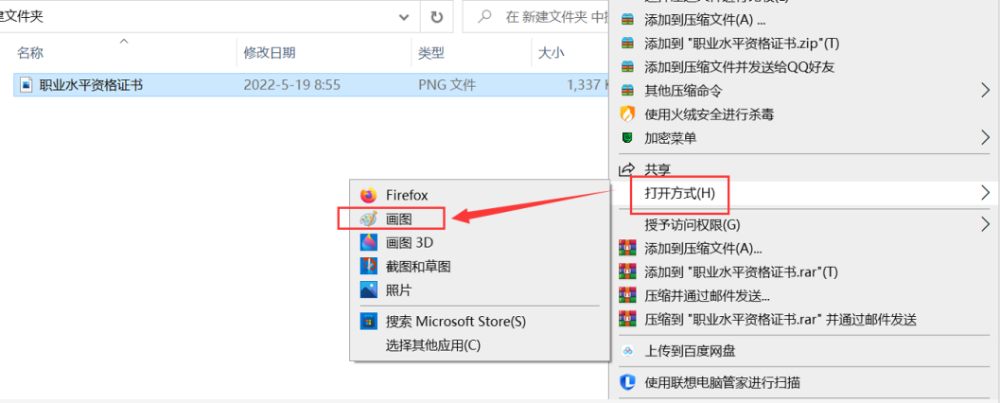 建文件夹
在 新建文件夹 中搜
名称
修改日期
类型
大小
职业水平资格证书
2022-5-19 8:55
PNG 文件
1,337 K
添加到压缩文件(A) ...
添加到 "职业水平资格证书.zip"(T)
添加到压缩文件并发送给QQ好友
其他压缩命令
使用火绒安全进行杀毒
加密菜单
共享
打开方式(H)
授予访问权限(G)
添加到压缩文件(A)...
添加到 "职业水平资格证书.rar"(T)
压缩并通过邮件发送...
压缩到 "职业水平资格证书.rar" 并通过邮件发送
上传到百度网盘
使用联想电脑管家进行扫描
Firefox
画图
画图 3D
截图和草图
照片
搜索 Microsoft Store(S)
选择其他应用(C)